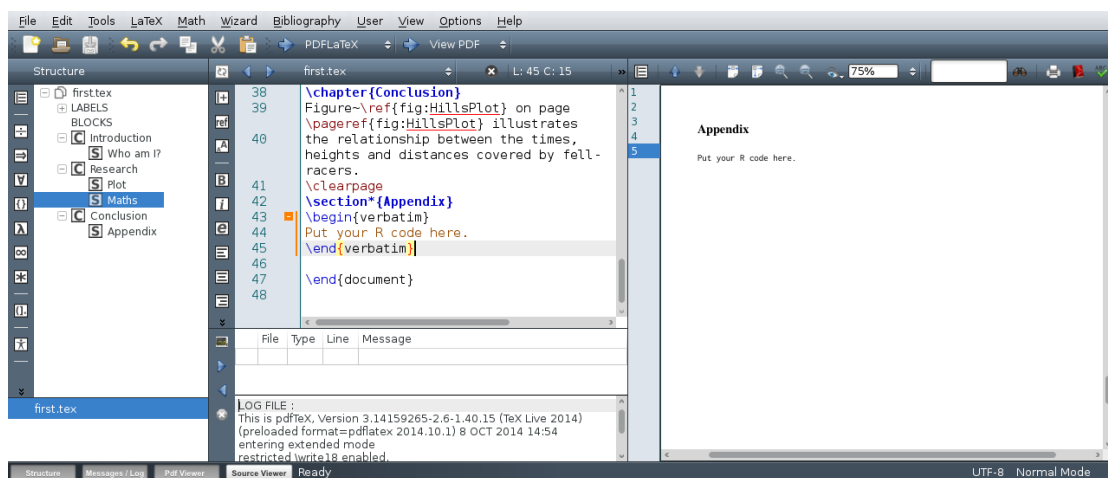 File Edit Tools LaTeX Math Wizard Bibliography User View Options Help
PDFLaTeX View PDF
Structure first.tex L: 45 C: 15 » 75%
first.tex
LABELS
BLOCKS
C Introduction
S Who am I?
C Research
S Plot
S Maths
C Conclusion
S Appendix
first.tex
ref
B
i
e
38 \chapter{Conclusion}
39 Figure~\ref{fig:HillsPlot} on page
\pageref{fig:HillsPlot} illustrates
40 the relationship between the times,
heights and distances covered by fell-
racers.
41 \clearpage
42 \section*{Appendix}
43 \begin{verbatim}
44 Put your R code here.
45 \end{verbatim}
46
47 \end{document}
48
File Type Line Message
LOG FILE :
This is pdfTeX, Version 3.14159265-2.6-1.40.15 (TeX Live 2014)
(preloaded format=pdflatex 2014.10.1) 8 OCT 2014 14:54
entering extended mode
restricted \write18 enabled.
1
2
3
4
5
Appendix
Put your R code here.
Structure Messages / Log Pdf Viewer Source Viewer Ready UTF-8 Normal Mode